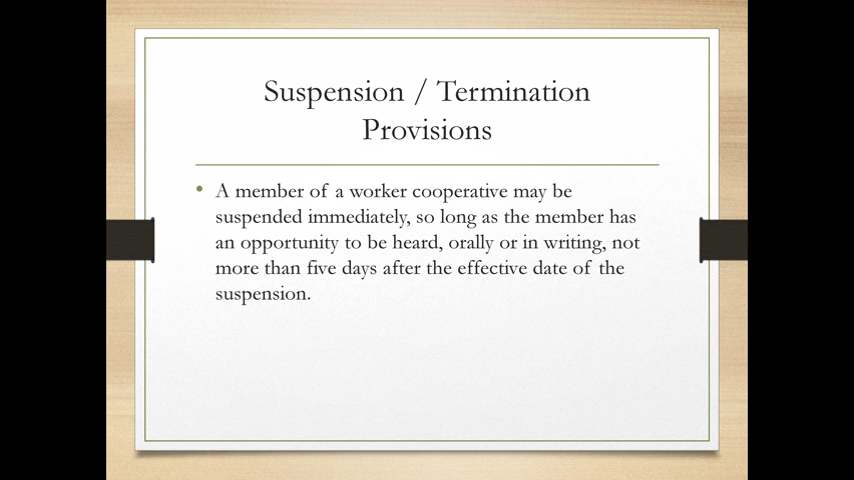 Suspension / Termination
Provisions
• A member of a worker cooperative may be
suspended immediately, so long as the member has
an opportunity to be heard, orally or in writing, not
more than five days after the effective date of the
suspension.